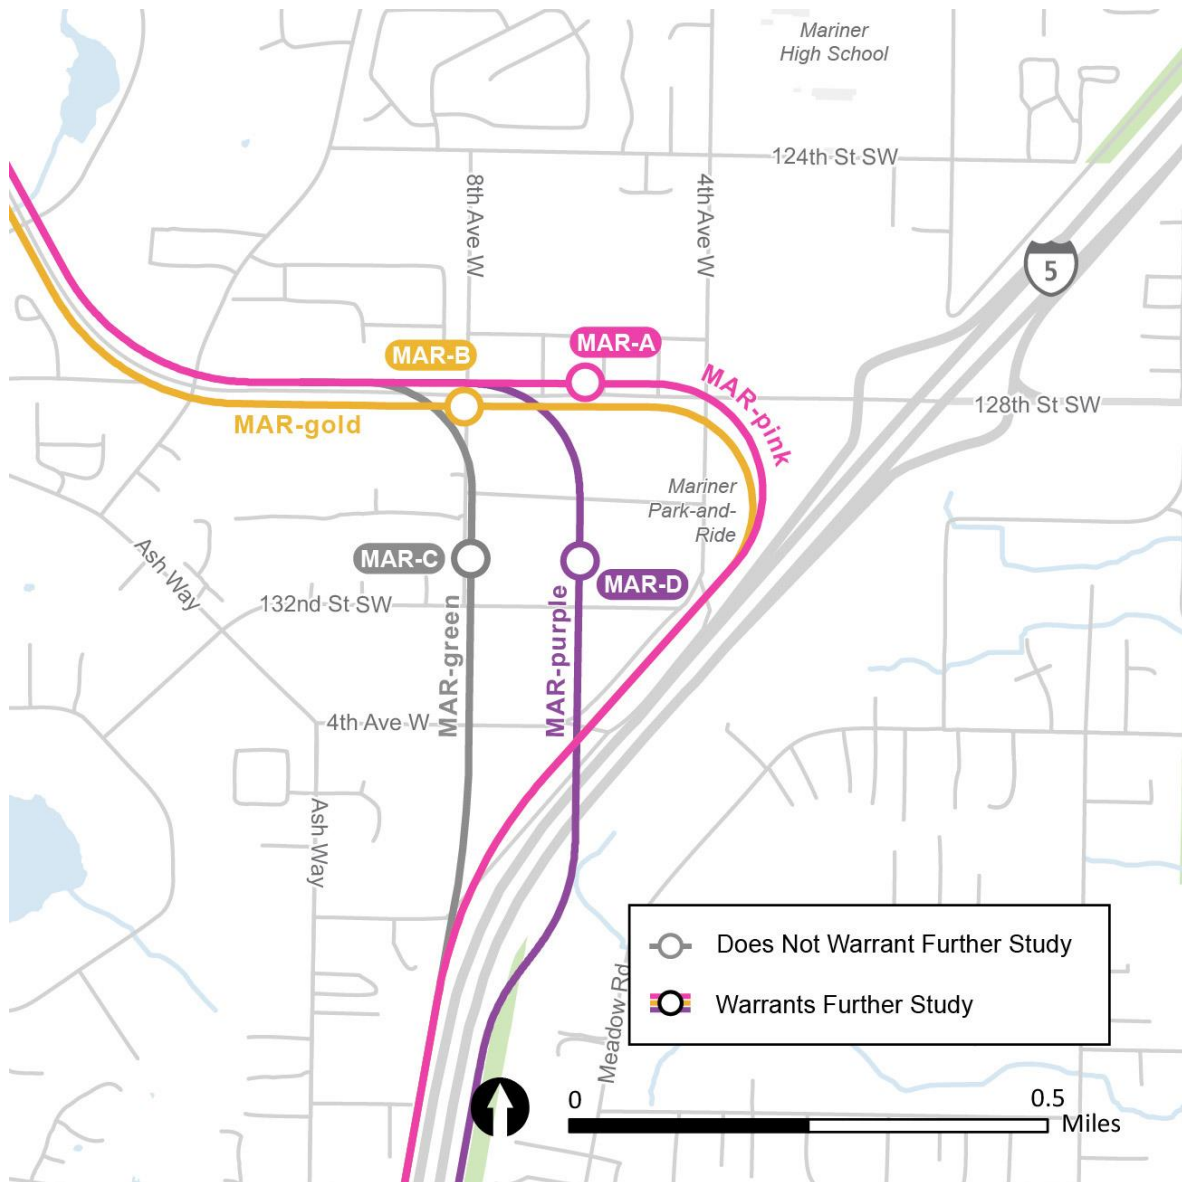 Mariner
High School
124th St SW
8th Ave W
4th Ave W
5
MAR-A
MAR-B
MAR-pink
128th St SW
MAR-gold
Mariner
Park-and-
Ride
Ash Way
MAR-C
MAR-D
132nd St SW
MAR-green
MAR-purple
4th Ave W
Ash Way
Does Not Warrant Further Study
Warrants Further Study
Meadow Rd
0
0.5
Miles